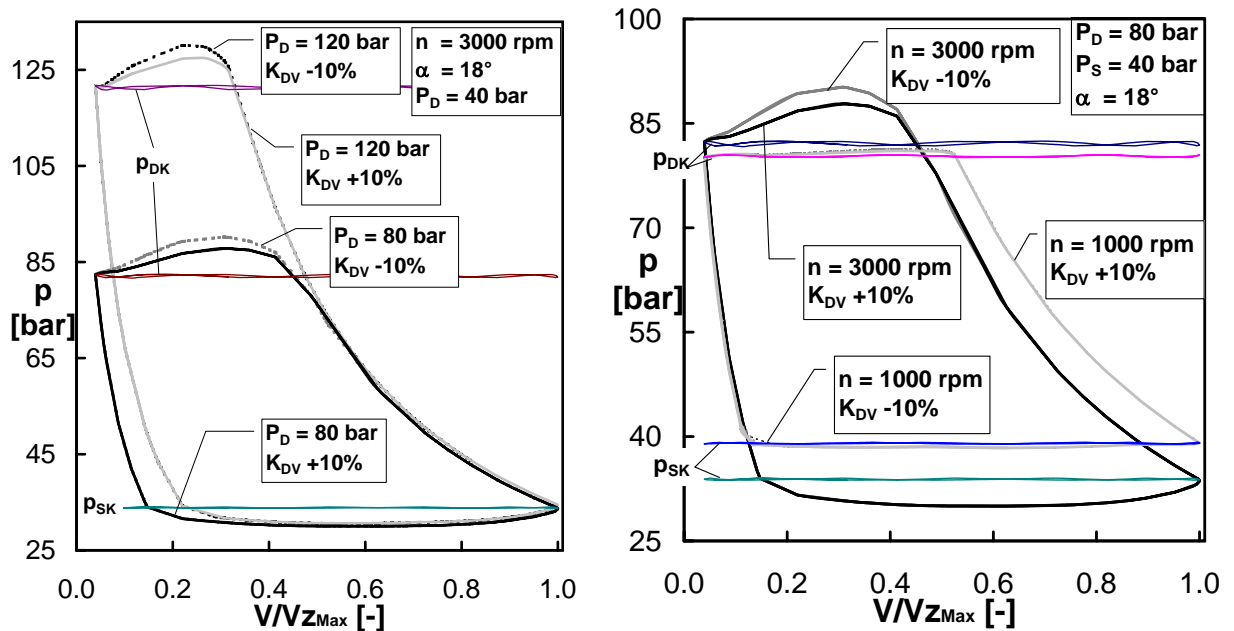 P_D = 120 bar
K_DV -10%
n = 3000 rpm
α = 18°
P_D = 40 bar
P_D = 120 bar
K_DV +10%
P_DK
P_D = 80 bar
K_DV -10%
P_D = 80 bar
K_DV +10%
P_SK
125
105
85
p
[bar]
65
45
25
0.0 0.2 0.4 0.6 0.8 1.0
V/Vz_Max [-]
100
n = 3000 rpm
K_DV -10%
P_D = 80 bar
P_S = 40 bar
α = 18°
85
P_DK
70
p
[bar]
n = 3000 rpm
K_DV +10%
n = 1000 rpm
K_DV +10%
55
n = 1000 rpm
K_DV -10%
40
P_SK
25
0.0 0.2 0.4 0.6 0.8 1.0
V/Vz_Max [-]